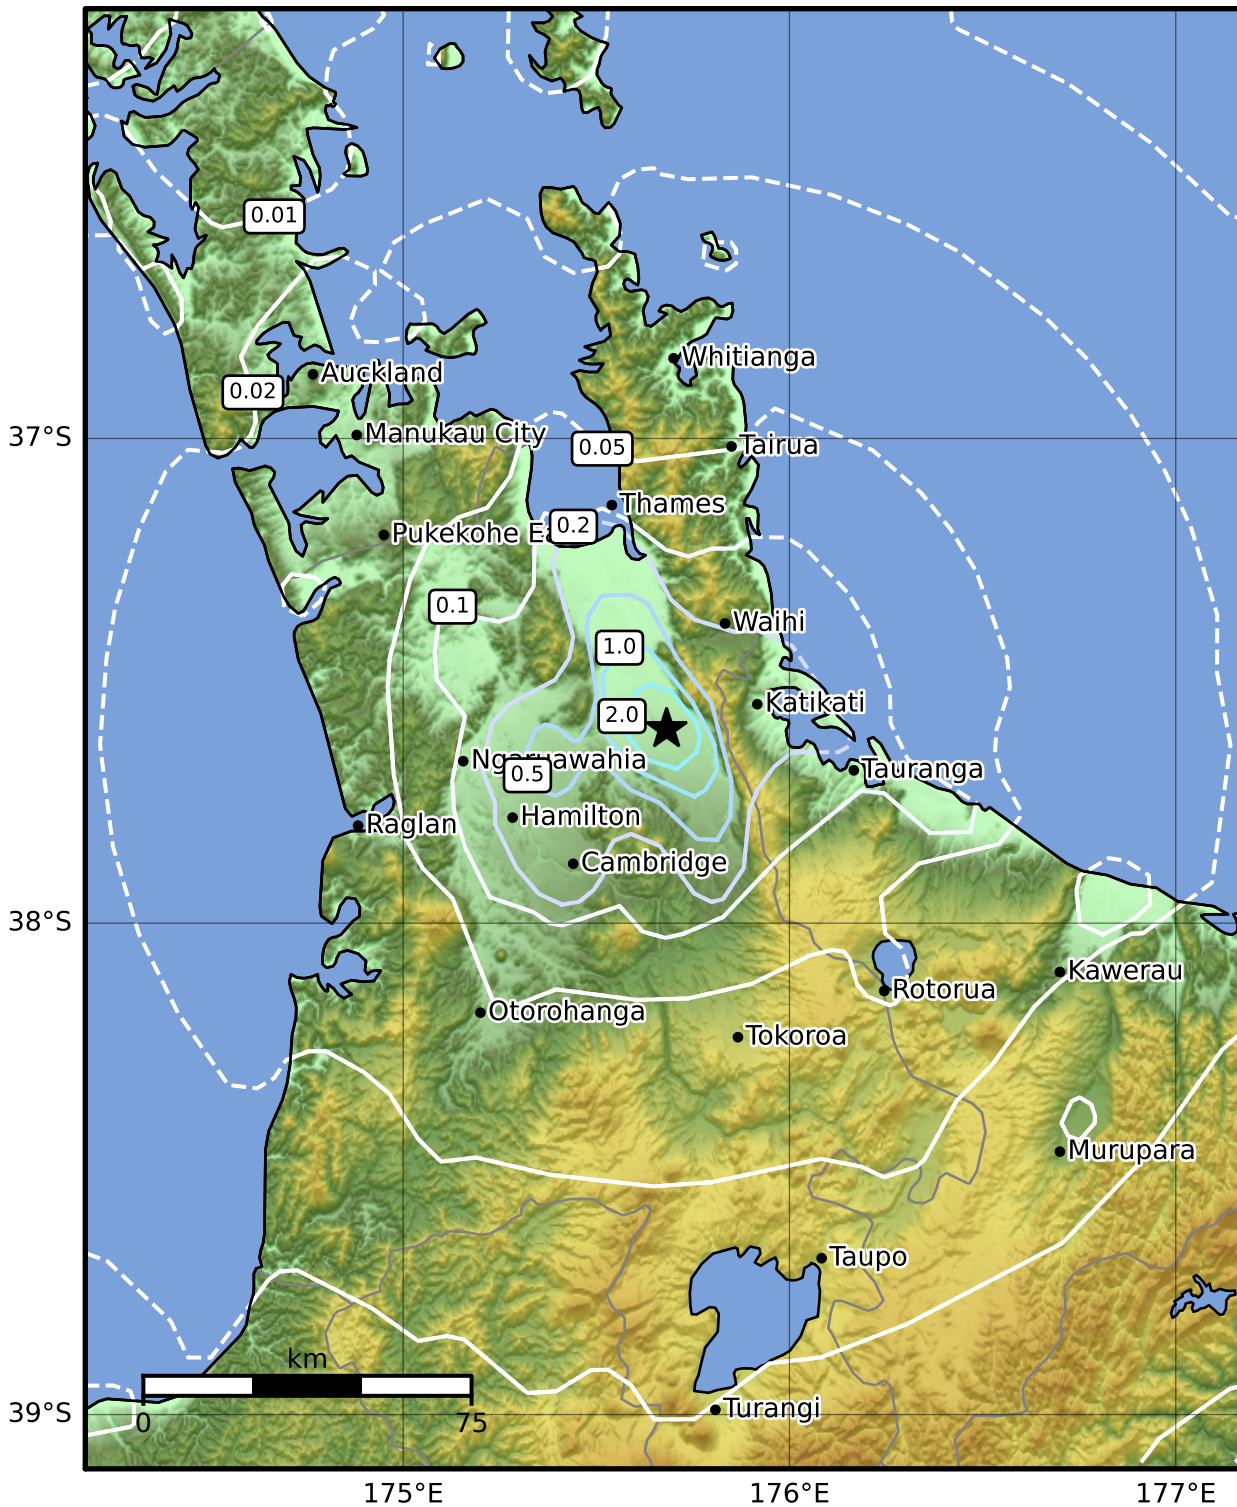 0.01
Whitianga
Auckland
0.02
Manukau City
37°S
0.05
Tairua
Thames
0.2
Pukekohe Ea
0.1
Waihi
1.0
Katikati
2.0
Ngaruawahia
0.5
Tauranga
Hamilton
Raglan
Cambridge
38°S
Kawerau
Rotorua
Otorohanga
Tokoroa
Murupara
Taupo
km
0
75
Turangi
39°S
175°E
176°E
177°E